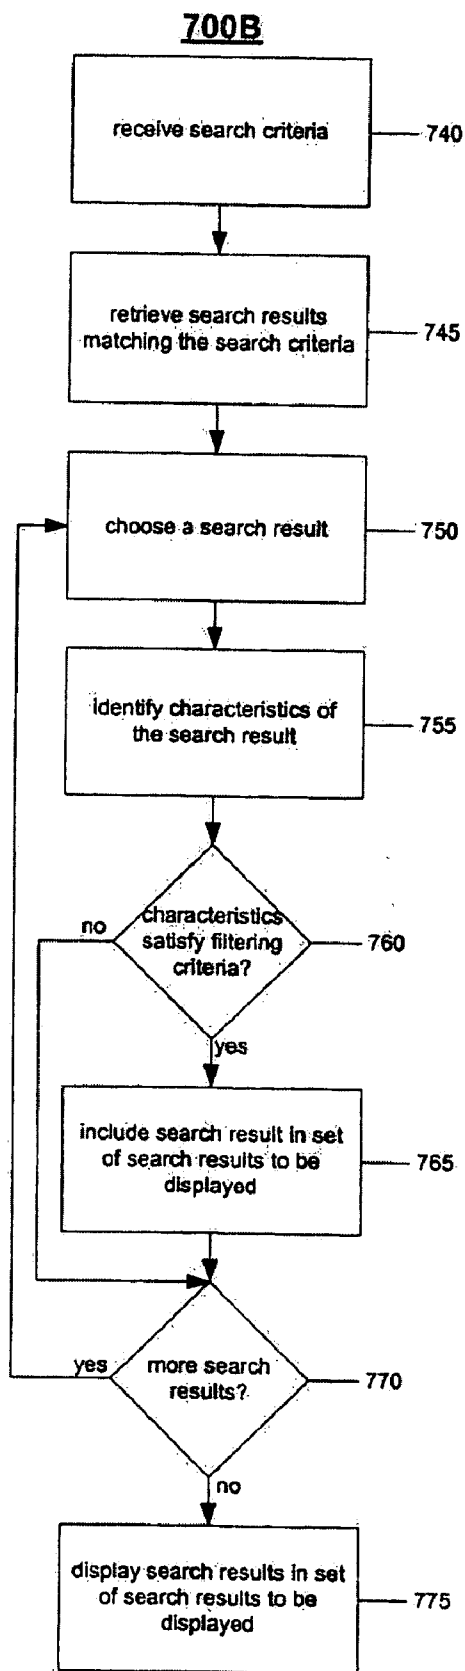 700B
receive search criteria
740
retrieve search results
matching the search criteria
745
choose a search result
750
identify characteristics of
the search result
755
characteristics
satisfy filtering
criteria?
760
no
yes
include search result in set
of search results to be
displayed
765
more search
results?
770
yes
no
display search results in set
of search results to be
displayed
775